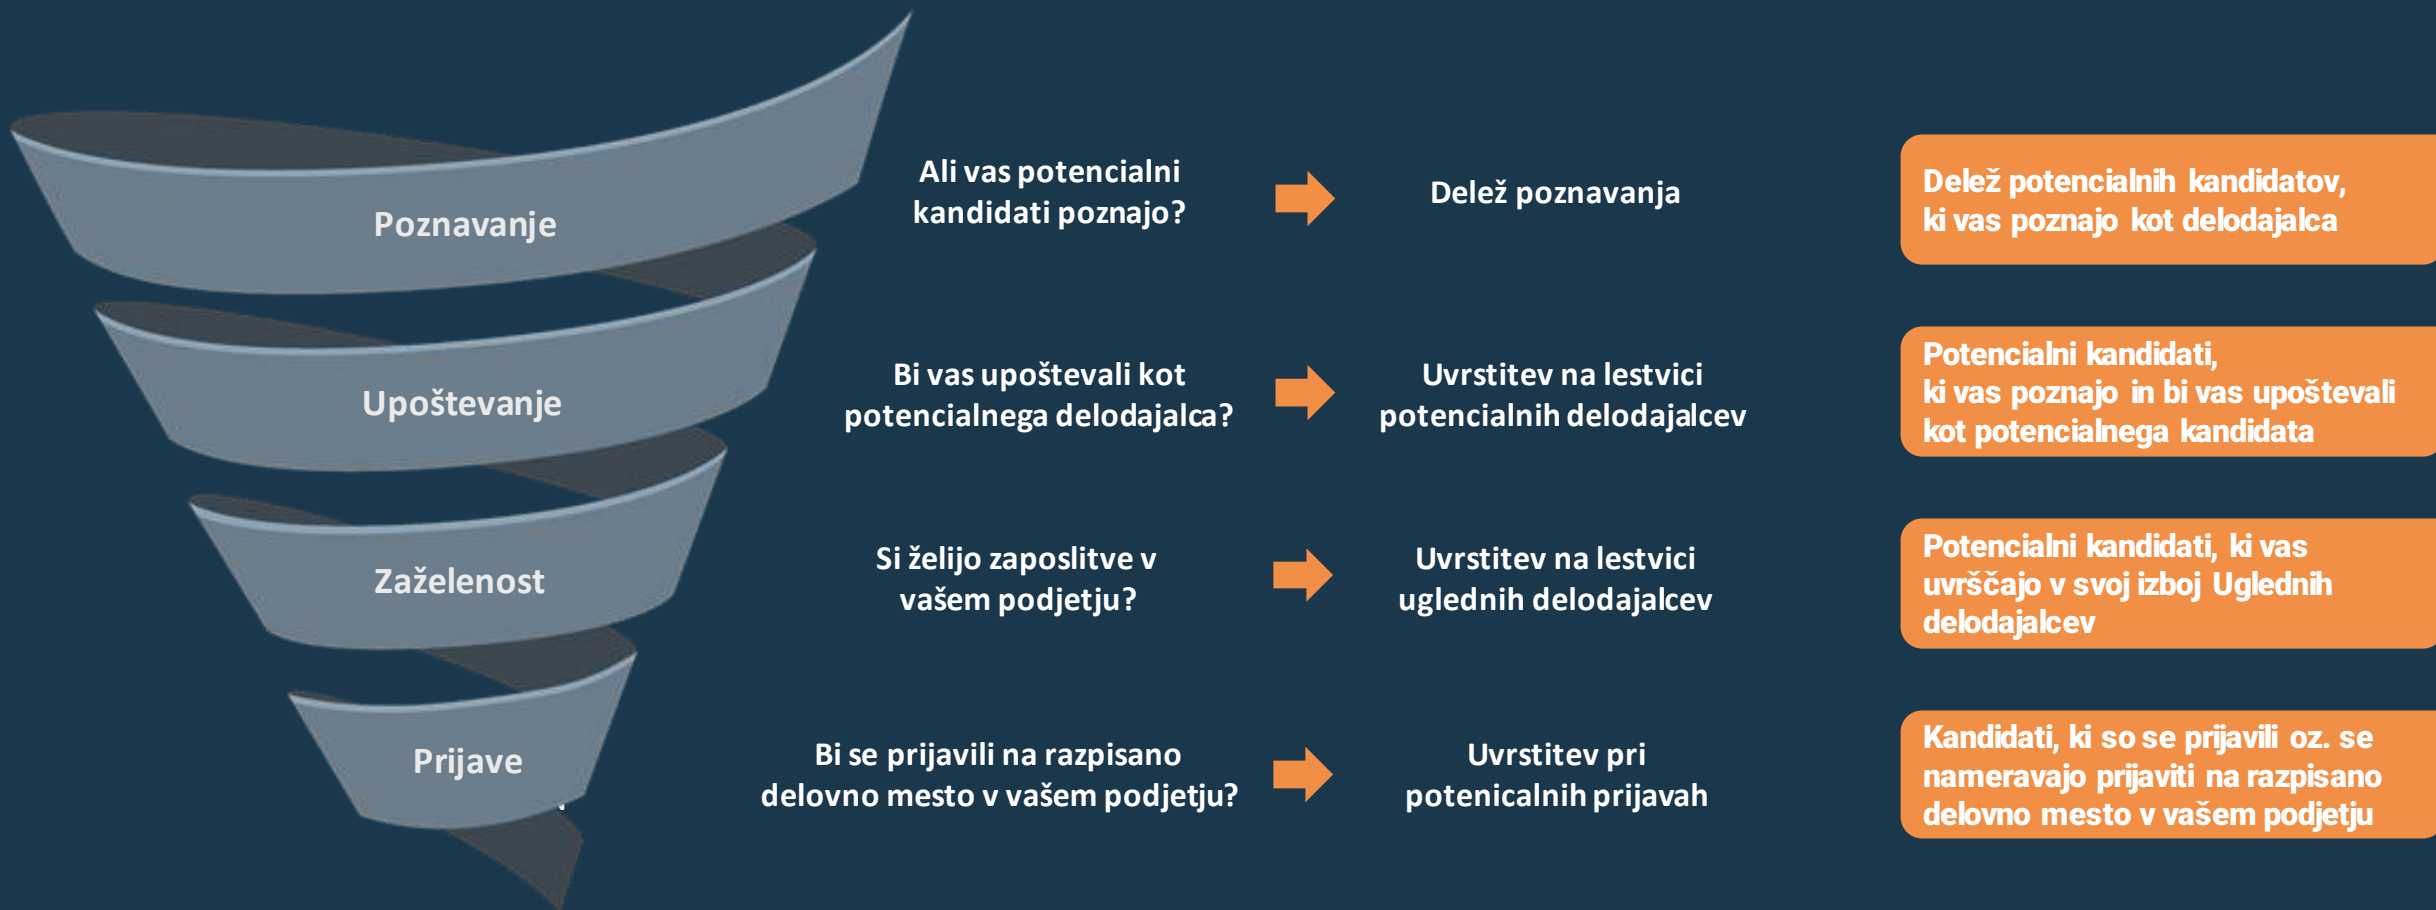 Poznavanje
Ali vas potencialni
kandidati poznajo?
Delež poznavanja
Delež potencialnih kandidatov,
ki vas poznajo kot delodajalca
Upoštevanje
Bi vas upoštevali kot
potencialnega delodajalca?
Uvrstitev na lestvici
potencialnih delodajalcev
Potencialni kandidati,
ki vas poznajo in bi vas upoštevali
kot potencialnega kandidata
Zaželenost
Si želijo zaposlitve v
vašem podjetju?
Uvrstitev na lestvici
uglednih delodajalcev
Potencialni kandidati, ki vas
uvrščajo v svoj izboj Uglednih
delodajalcev
Prijave
Bi se prijavili na razpisano
delovno mesto v vašem podjetju?
Uvrstitev pri
potenicalnih prijavah
Kandidati, ki so se prijavili oz. se
nameravajo prijaviti na razpisano
delovno mesto v vašem podjetju